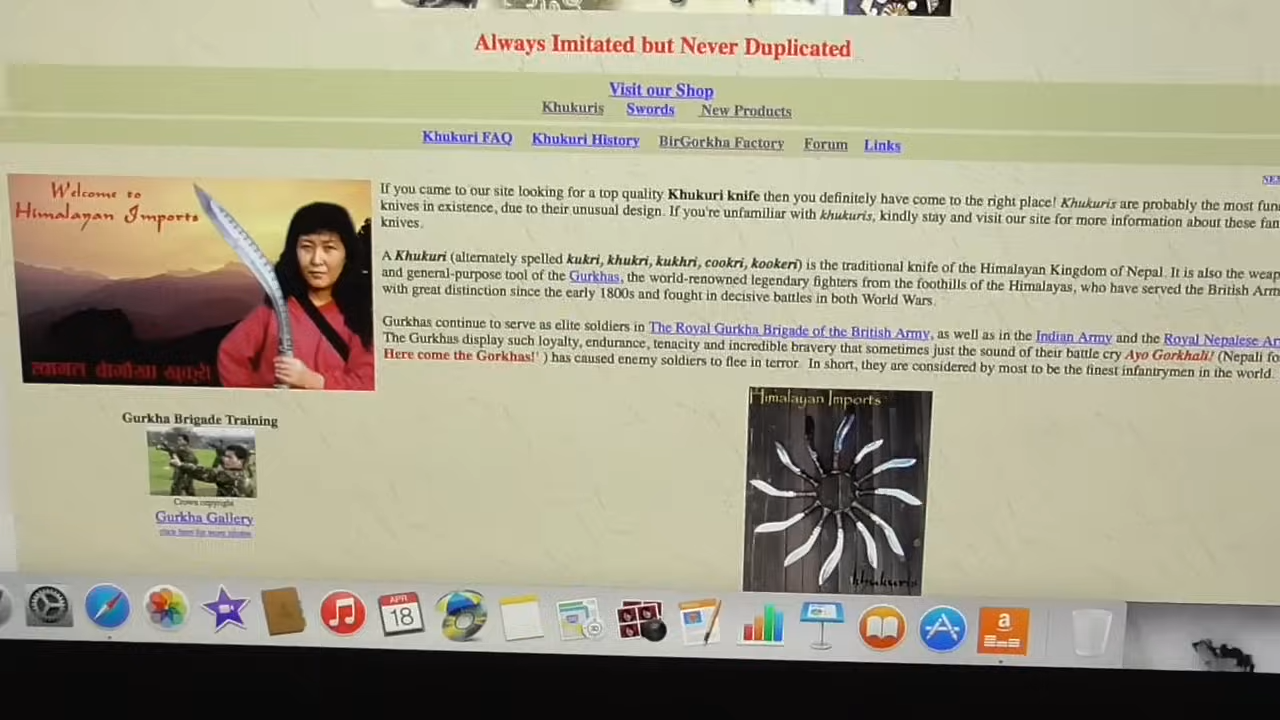 Always Imitated but Never Duplicated
Visit our Shop
Khukuris Swords New Products
Khukuri FAQ Khukuri History BirGorkha Factory Forum Links
Welcome to
Himalayan Imports
If you came to our site looking for a top quality Khukuri knife then you definitely have come to the right place! Khukuris are probably the most
knives in existence, due to their unusual design. If you're unfamiliar with khukuris, kindly stay and visit our site for more information about these
knives.
A Khukuri (alternately spelled kukri, khukri, kukhri, cookri, kookeri) is the traditional knife of the Himalayan Kingdom of Nepal. It is also the
and general-purpose tool of the Gurkhas, the world-renowned legendary fighters from the foothills of the Himalayas, who have served the British
with great distinction since the early 1800s and fought in decisive battles in both World Wars.
Gurkhas continue to serve as elite soldiers in The Royal Gurkha Brigade of the British Army, as well as in the Indian Army and the Royal Nepalese
The Gurkhas display such loyalty, endurance, tenacity and incredible bravery that sometimes just the sound of their battle cry Ayo Gorkhali! (Nepali
Here come the Gorkhas!' ) has caused enemy soldiers to flee in terror. In short, they are considered by most to be the finest infantrymen in the world.
Gurkha Brigade Training
Crown copyright
Gurkha Gallery
click here for more photos
Himalayan Imports
khukuris
APR
18
a